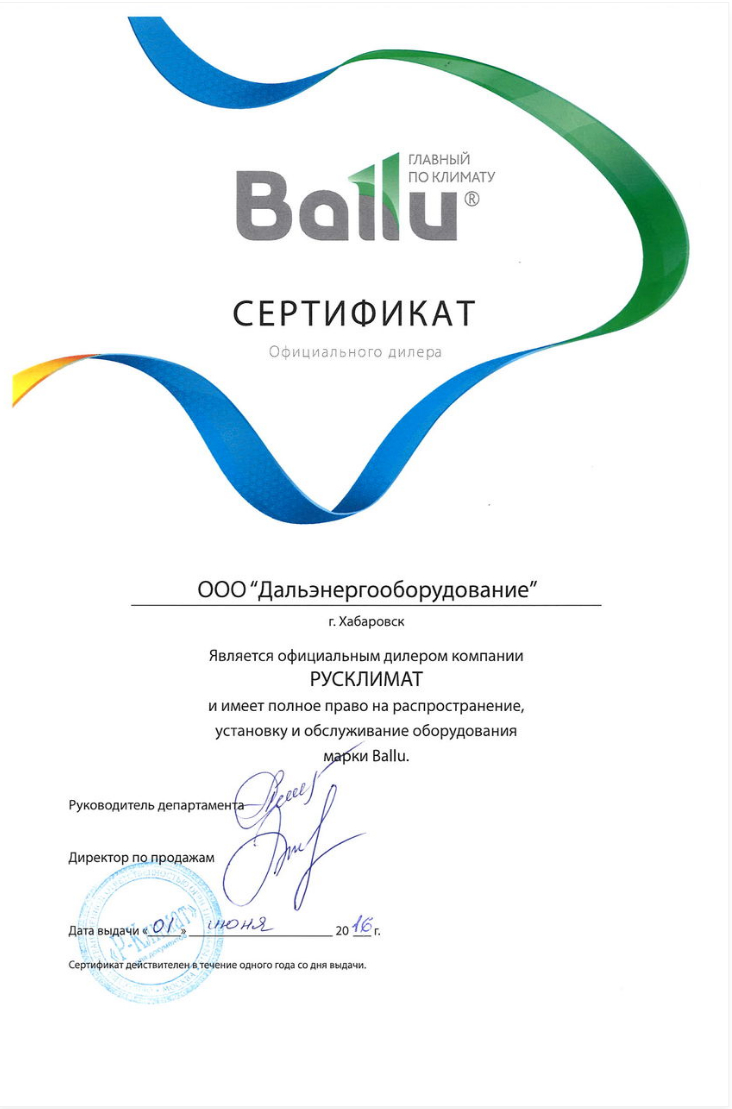 ГЛАВНЫЙ
ПО КЛИМАТУ
Ballu®
СЕРТИФИКАТ
Официального дилера
ООО “Дальэнергооборудование”
г. Хабаровск
Является официальным дилером компании
РУСКЛИМАТ
и имеет полное право на распространение,
установку и обслуживание оборудования
марки Ballu.
Руководитель департамента
Директор по продажам
«Р-Климат»
Дата выдачи «01» июня 2016 г.
Сертификат действителен в течение одного года со дня выдачи.